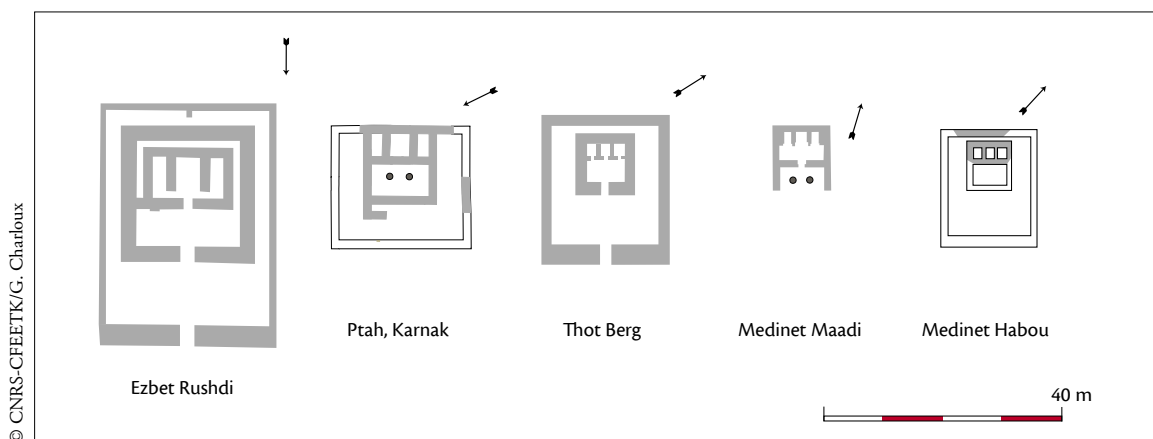 © CNRS-CFEETK/G. Charloux
Ptah, Karnak
Thot Berg
Medinet Maadi
Medinet Habou
Ezbet Rushdi
40 m